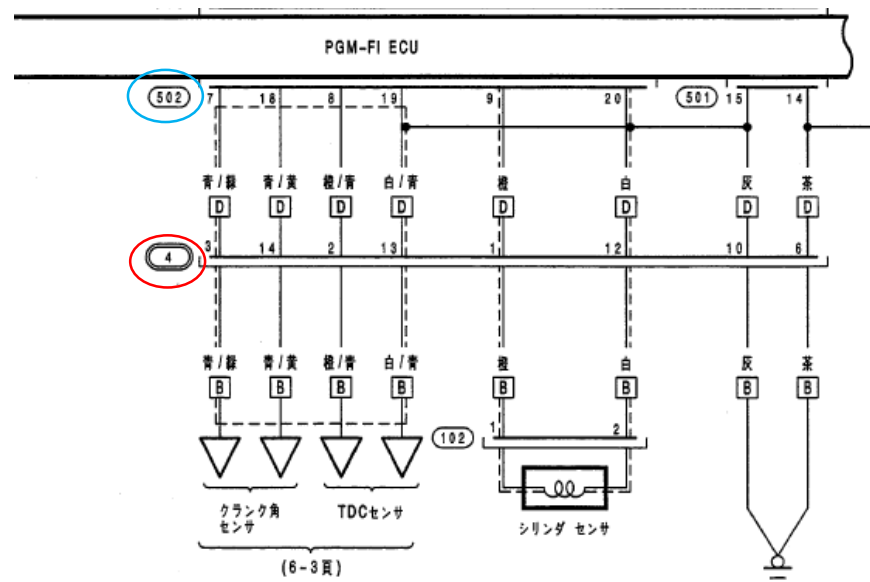 PGM-FI ECU
502 7 18 8 19 9 20 501 15 14
青/緑 青/黄 橙/青 白/青 橙 白 灰 茶
D D D D D D D D
4 3 14 2 13 1 12 10 6
青/緑 青/黄 橙/青 白/青 橙 白 灰 茶
B B B B B B B B
102 1 2
クランク角
センサ
TDCセンサ
シリンダ センサ
(6-3頁)